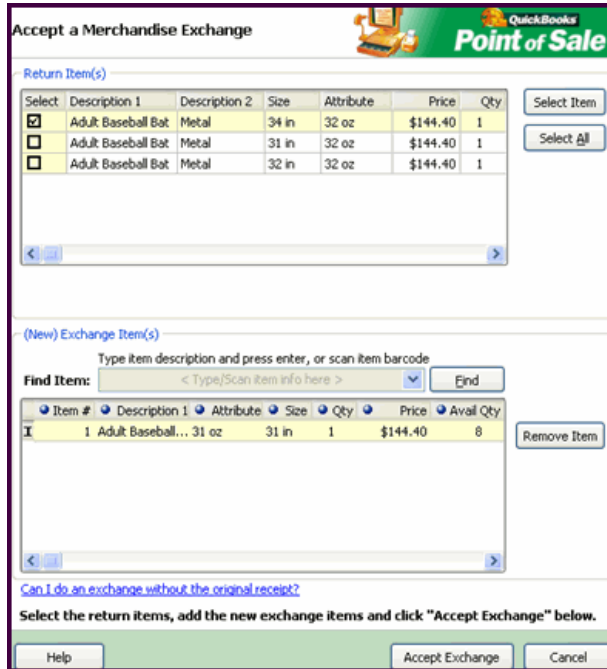 Accept a Merchandise Exchange
QuickBooks
Point of Sale
Return Item(s)
Select Description 1 Description 2 Size Attribute Price Qty
Adult Baseball Bat Metal 34 in 32 oz $144.40 1
Adult Baseball Bat Metal 31 in 32 oz $144.40 1
Adult Baseball Bat Metal 32 in 32 oz $144.40 1
Select Item
Select All
(New) Exchange Item(s)
Type item description and press enter, or scan item barcode
Find Item: < Type/Scan item info here > Find
Item # Description 1 Attribute Size Qty Price Avail Qty
1 Adult Baseball... 31 oz 31 in 1 $144.40 8
Remove Item
Can I do an exchange without the original receipt?
Select the return items, add the new exchange items and click "Accept Exchange" below.
Help Accept Exchange Cancel